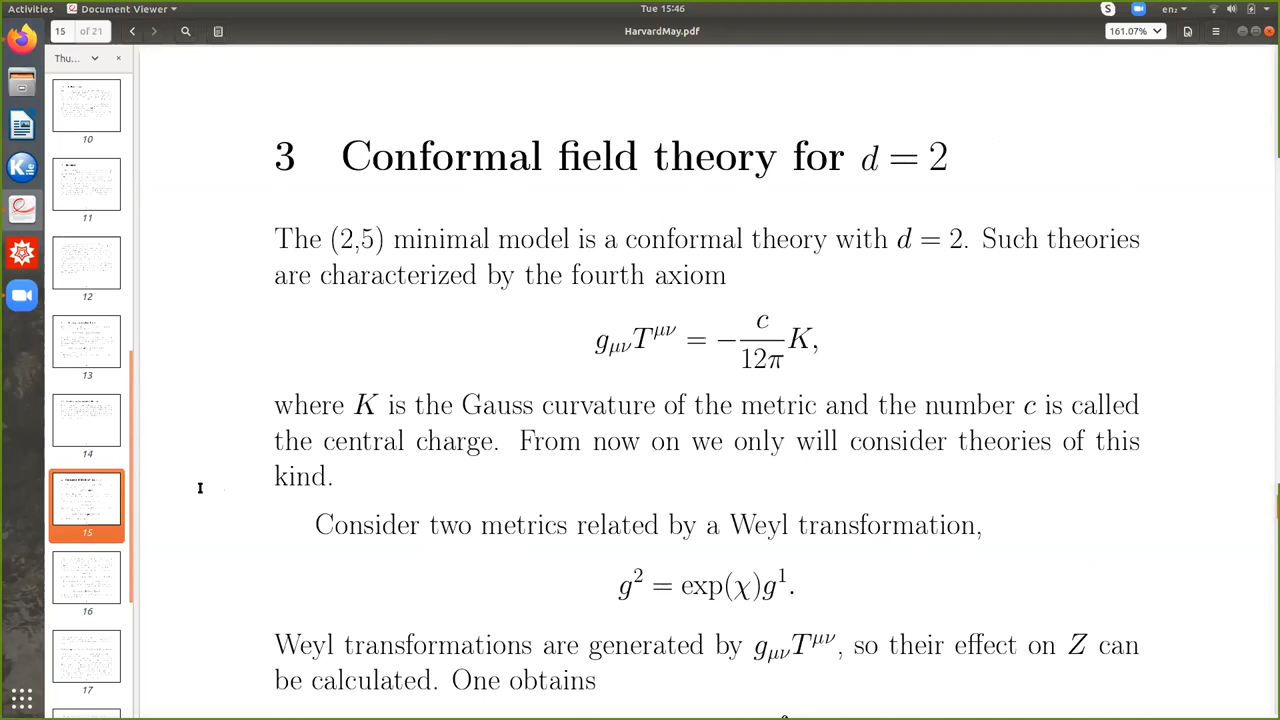 Activities Document Viewer Tue 15:46 en₂
15 of 21 HarvardMay.pdf 161.07%
Thu...
10
11
12
13
14
15
16
17
3 Conformal field theory for d = 2
The (2,5) minimal model is a conformal theory with d = 2. Such theories
are characterized by the fourth axiom
g_{μν}T^{μν} = −\frac{c}{12π}K,
where K is the Gauss curvature of the metric and the number c is called
the central charge. From now on we only will consider theories of this
kind.
Consider two metrics related by a Weyl transformation,
g² = exp(χ)g¹.
Weyl transformations are generated by g_{μν}T^{μν}, so their effect on Z can
be calculated. One obtains